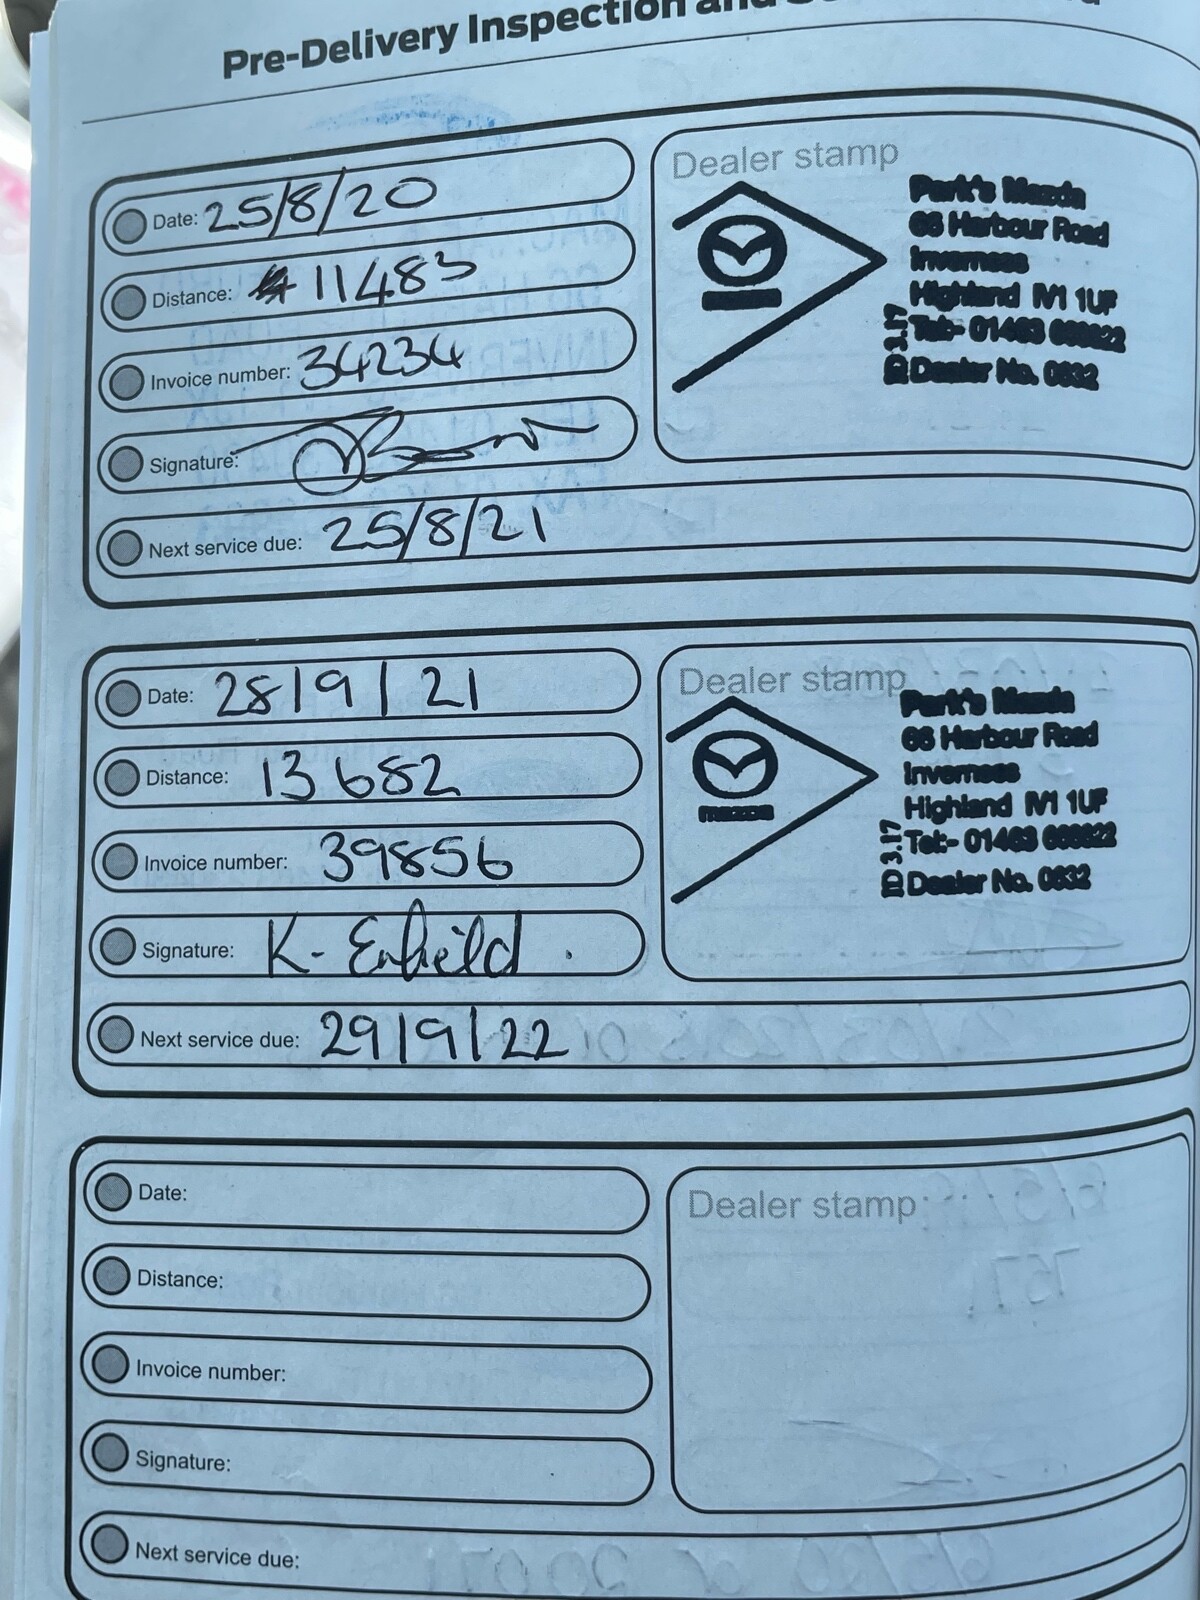 Pre-Delivery Inspection and
Date: 25/8/20
Distance: 11483
Invoice number: 34234
Signature:
Next service due: 25/8/21
Dealer stamp
Park's Mazda
66 Harbour Road
Inverness
Highland IV1 1UF
Tel:- 01463
Dealer No. 0632
ID3.17
Date: 28/9/21
Distance: 13682
Invoice number: 39856
Signature: K- Enfield .
Next service due: 29/9/22
Dealer stamp
mazda
Park's Mazda
66 Harbour Road
Inverness
Highland IV1 1UF
Tel:- 01463
Dealer No. 0632
ID3.17
Date:
Distance:
Invoice number:
Signature:
Next service due:
Dealer stamp